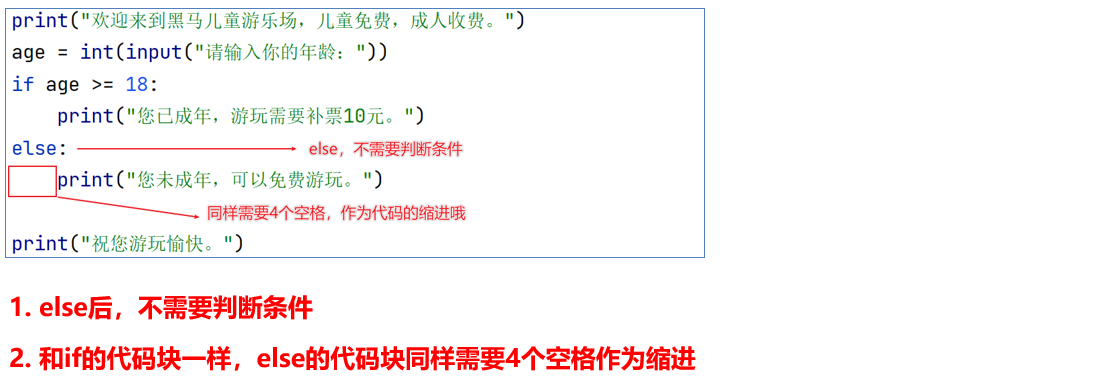 print("欢迎来到黑马儿童游乐场，儿童免费，成人收费。")
age = int(input("请输入你的年龄："))
if age >= 18:
    print("您已成年，游玩需要补票10元。")
else: else，不需要判断条件
    print("您未成年，可以免费游玩。")
同样需要4个空格，作为代码的缩进哦
print("祝您游玩愉快。")
1. else后，不需要判断条件
2. 和if的代码块一样，else的代码块同样需要4个空格作为缩进